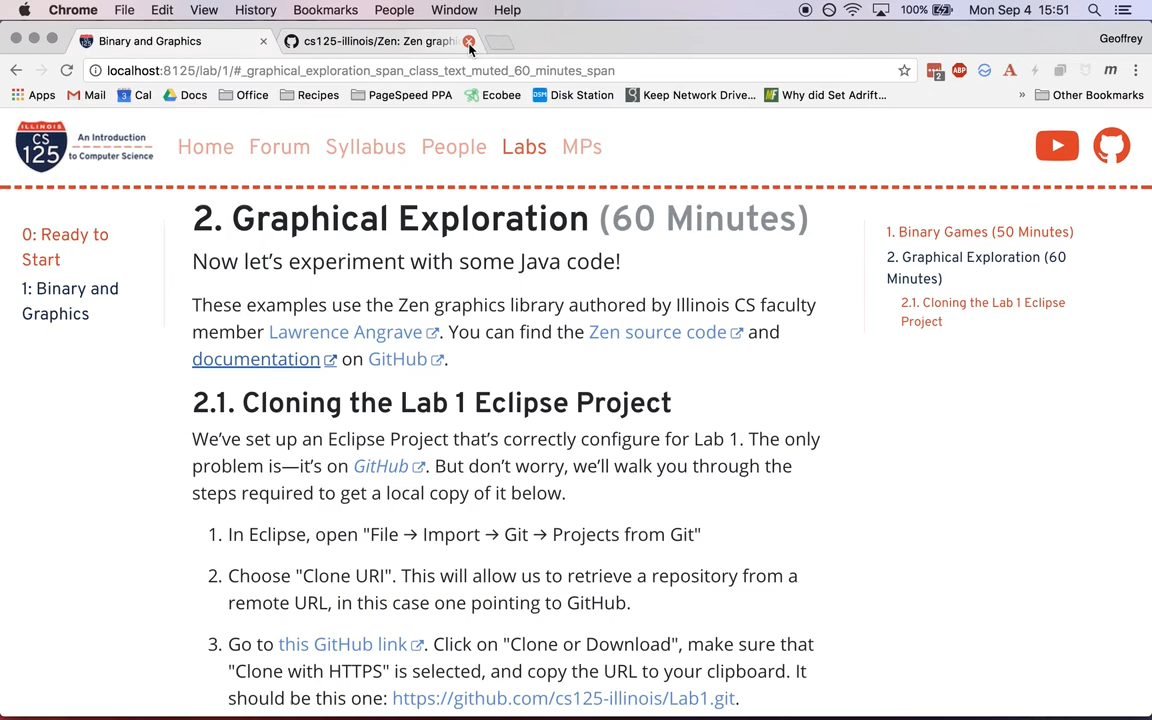 Chrome File Edit View History Bookmarks People Window Help 100% Mon Sep 4 15:51
Binary and Graphics cs125-illinois/Zen: Zen graphi Geoffrey
localhost:8125/lab/1/#_graphical_exploration_span_class_text_muted_60_minutes_span 2 ABP A m
Apps Mail 3 Cal Docs Office Recipes PageSpeed PPA Ecobee DSM Disk Station Keep Network Drive... Why did Set Adrift... » Other Bookmarks
ILLINOIS CS 125 An Introduction to Computer Science
Home Forum Syllabus People Labs MPs
0: Ready to
Start
1: Binary and
Graphics
2. Graphical Exploration (60 Minutes)
Now let's experiment with some Java code!
These examples use the Zen graphics library authored by Illinois CS faculty
member Lawrence Angrave. You can find the Zen source code and
documentation on GitHub.
2.1. Cloning the Lab 1 Eclipse Project
We've set up an Eclipse Project that's correctly configure for Lab 1. The only
problem is—it's on GitHub. But don't worry, we'll walk you through the
steps required to get a local copy of it below.
1. In Eclipse, open "File → Import → Git → Projects from Git"
2. Choose "Clone URI". This will allow us to retrieve a repository from a
remote URL, in this case one pointing to GitHub.
3. Go to this GitHub link. Click on "Clone or Download", make sure that
"Clone with HTTPS" is selected, and copy the URL to your clipboard. It
should be this one: https://github.com/cs125-illinois/Lab1.git.
1. Binary Games (50 Minutes)
2. Graphical Exploration (60
Minutes)
2.1. Cloning the Lab 1 Eclipse
Project